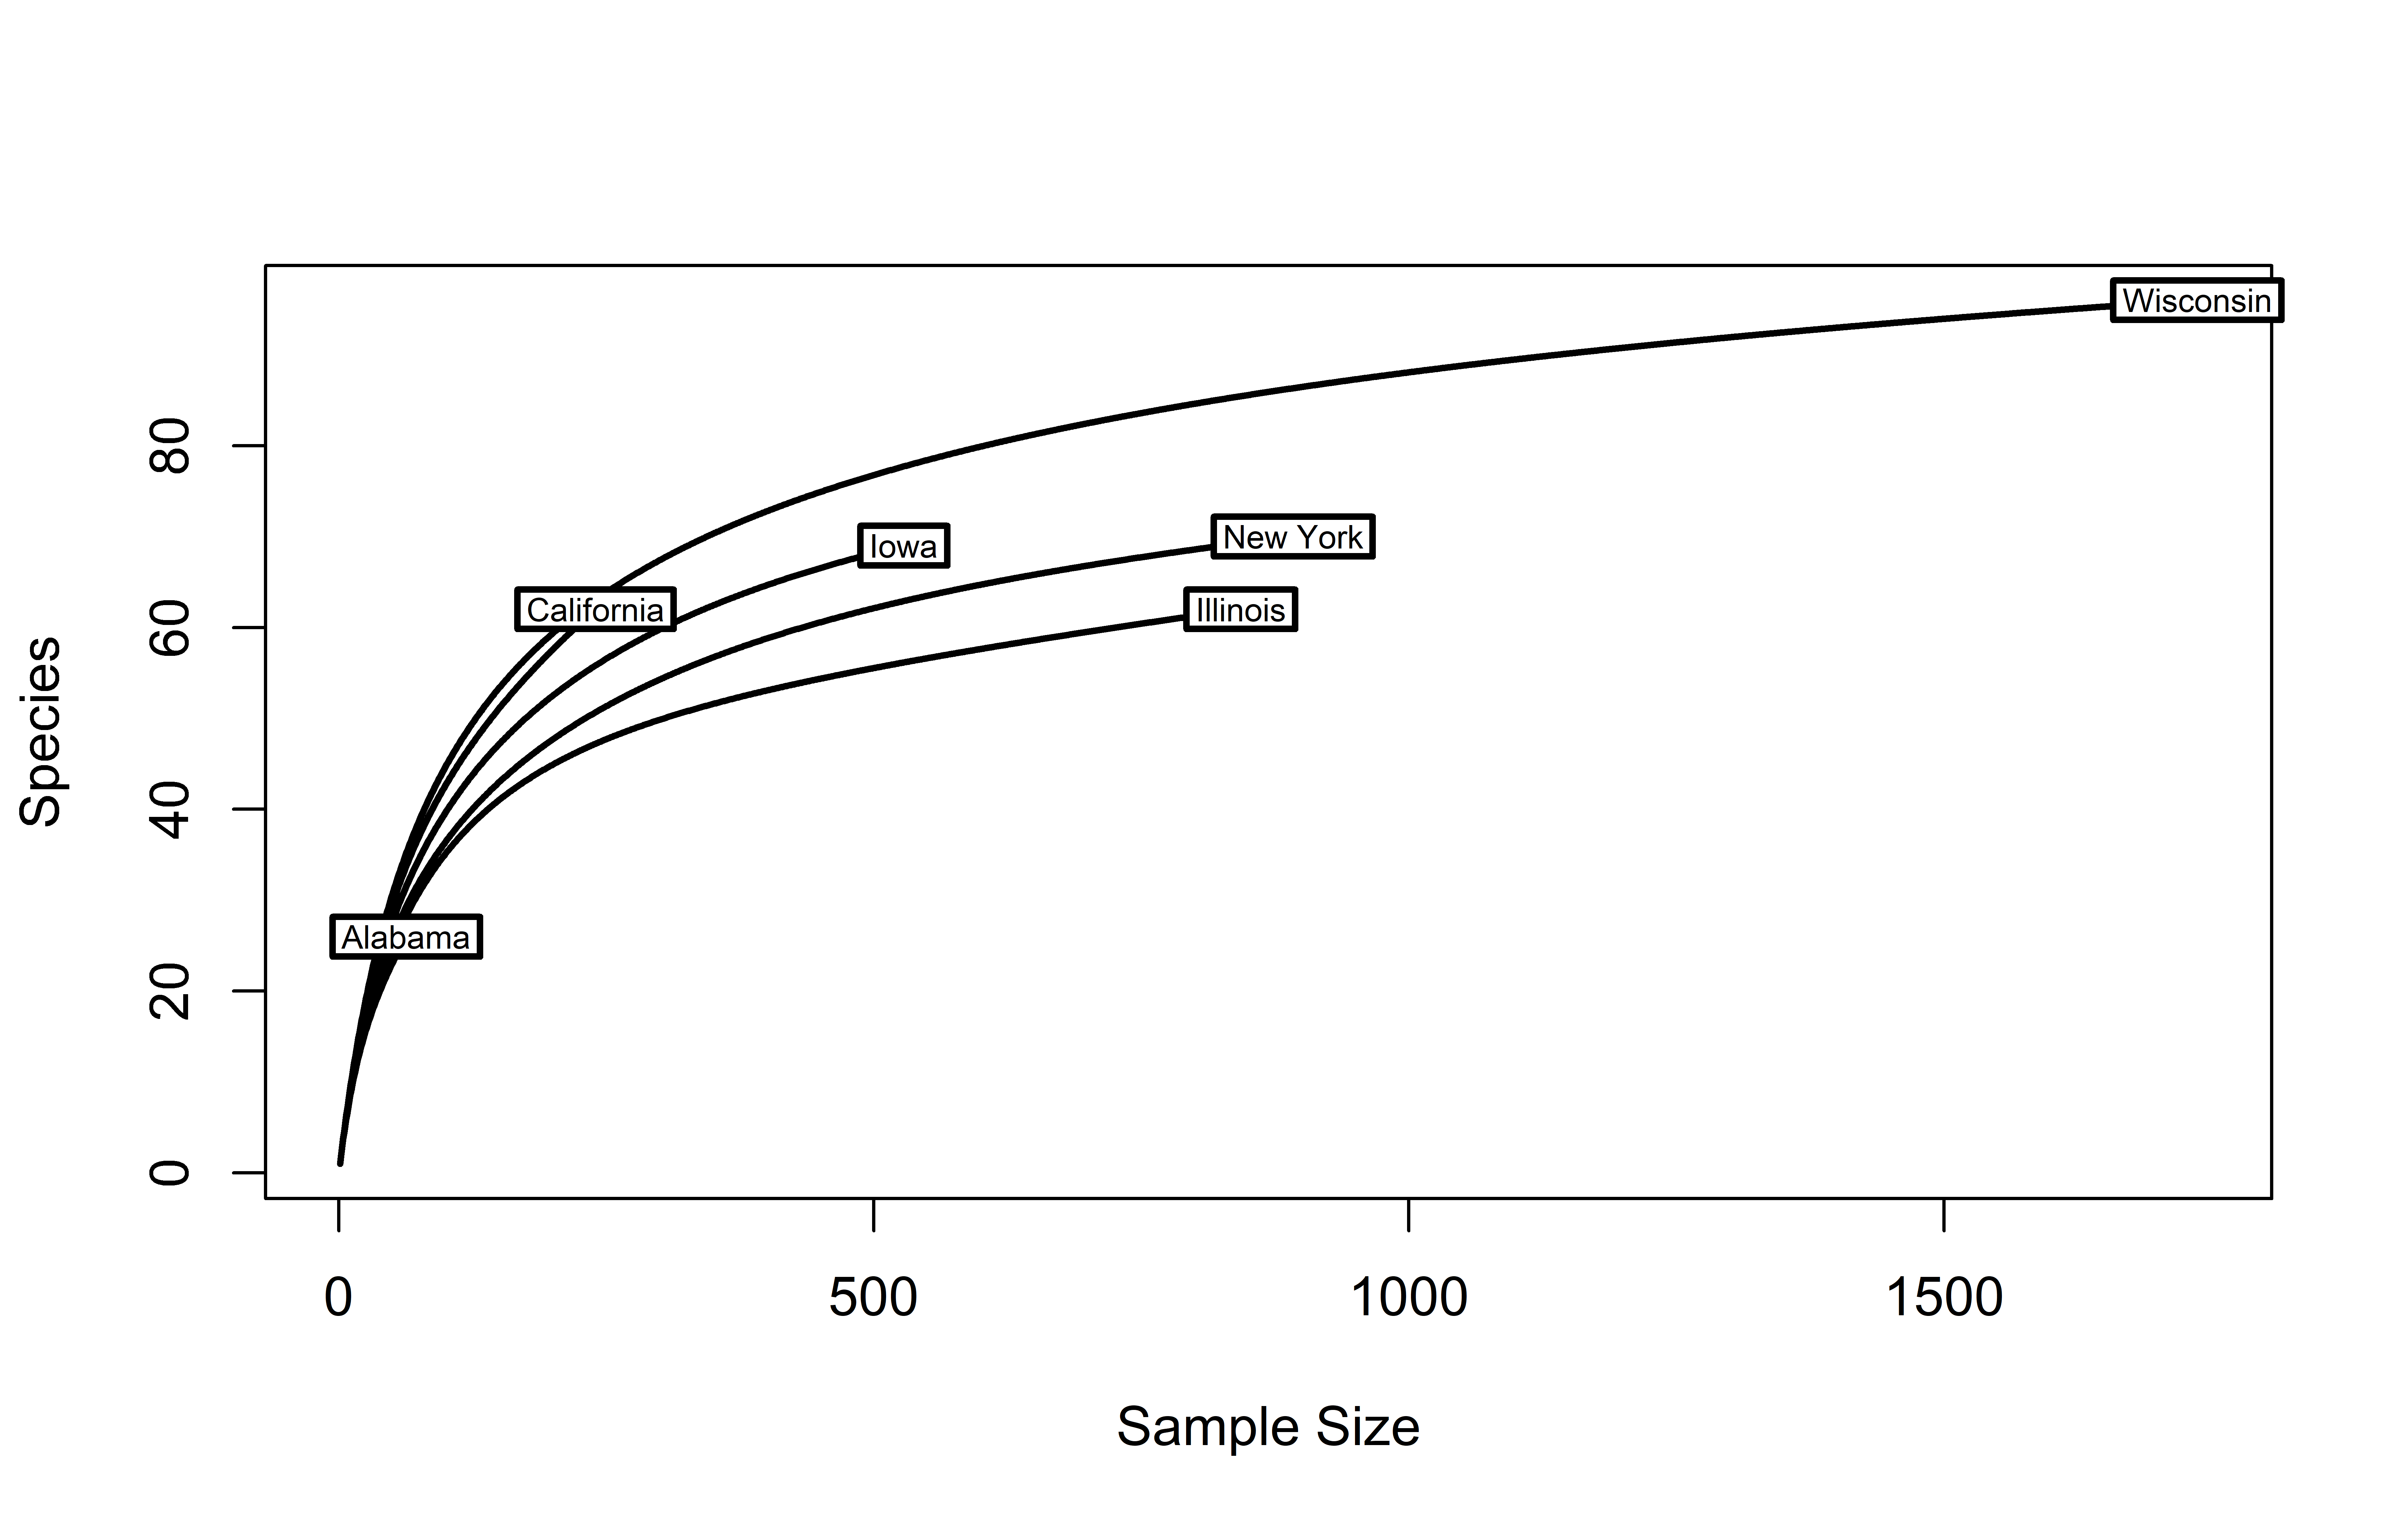 Wisconsin
80
New York
Iowa
California
Illinois
60
Species
40
Alabama
20
0
0 500 1000 1500
Sample Size